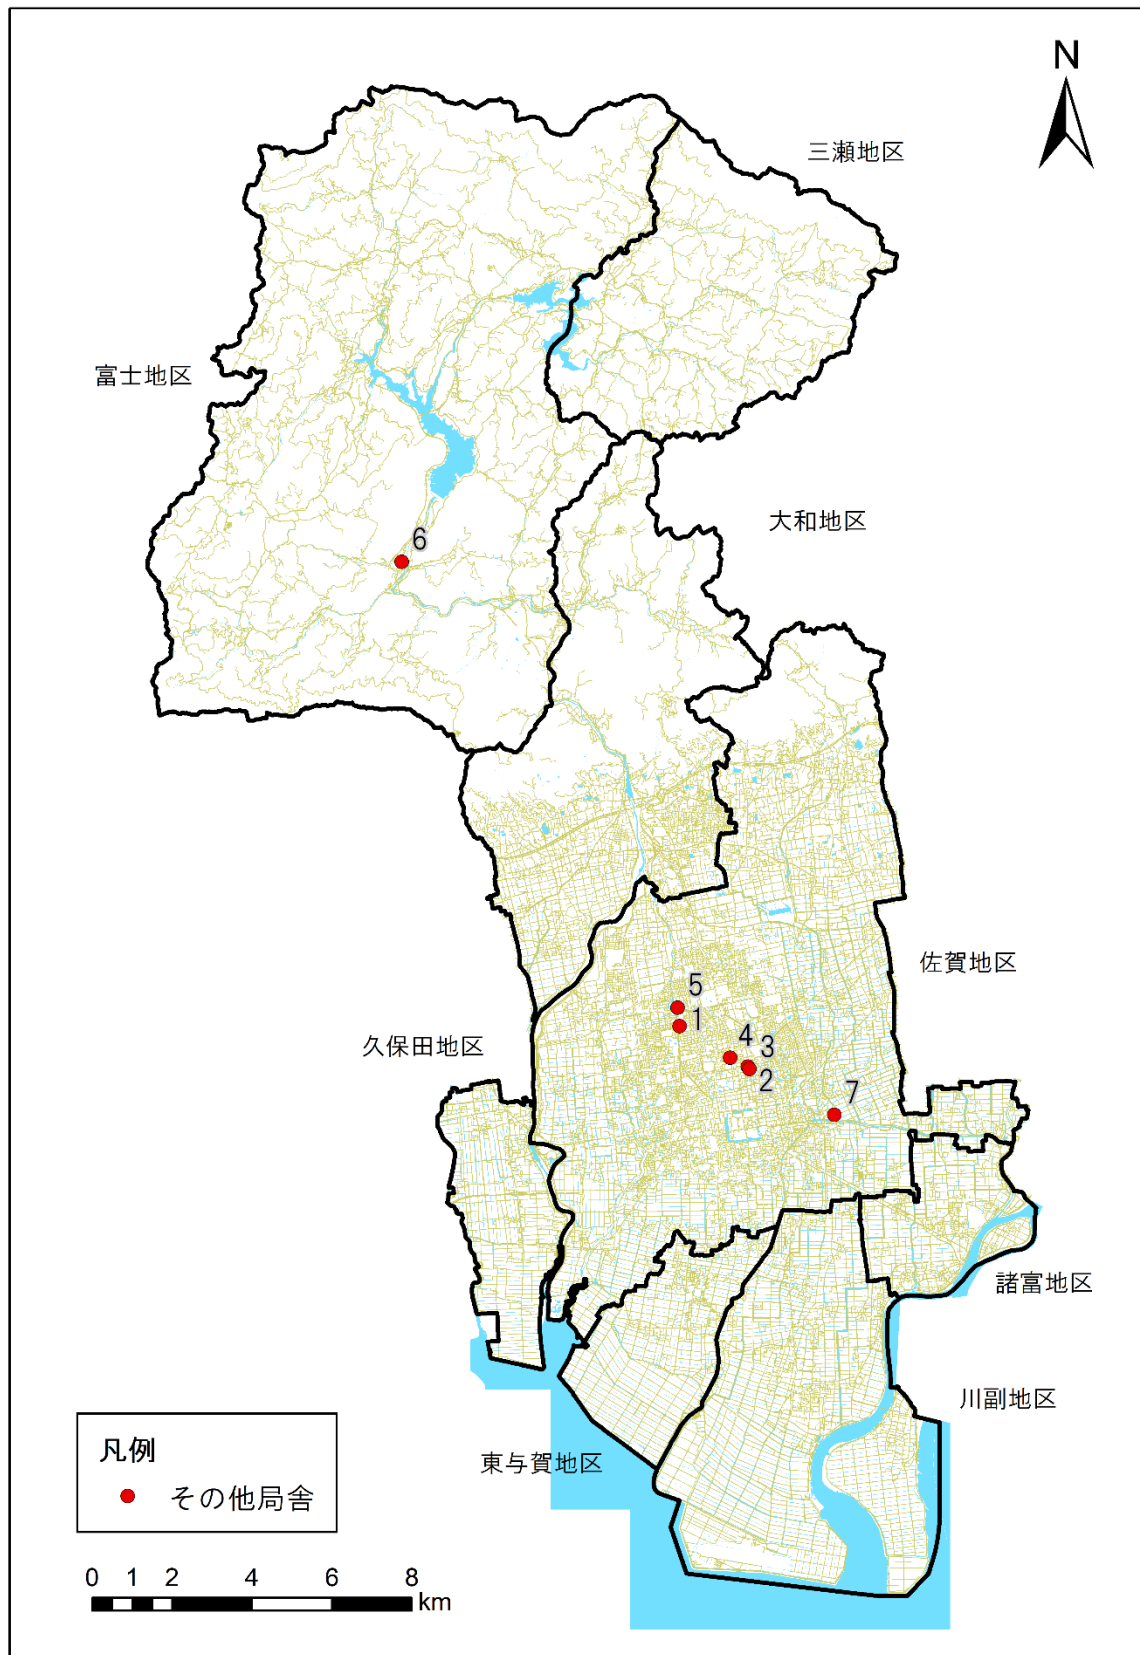 N
三瀬地区
富士地区
大和地区
6
佐賀地区
5
1
久保田地区
4
3
2
7
諸富地区
川副地区
東与賀地区
凡例
その他局舎
0 1 2 4 6 8
km